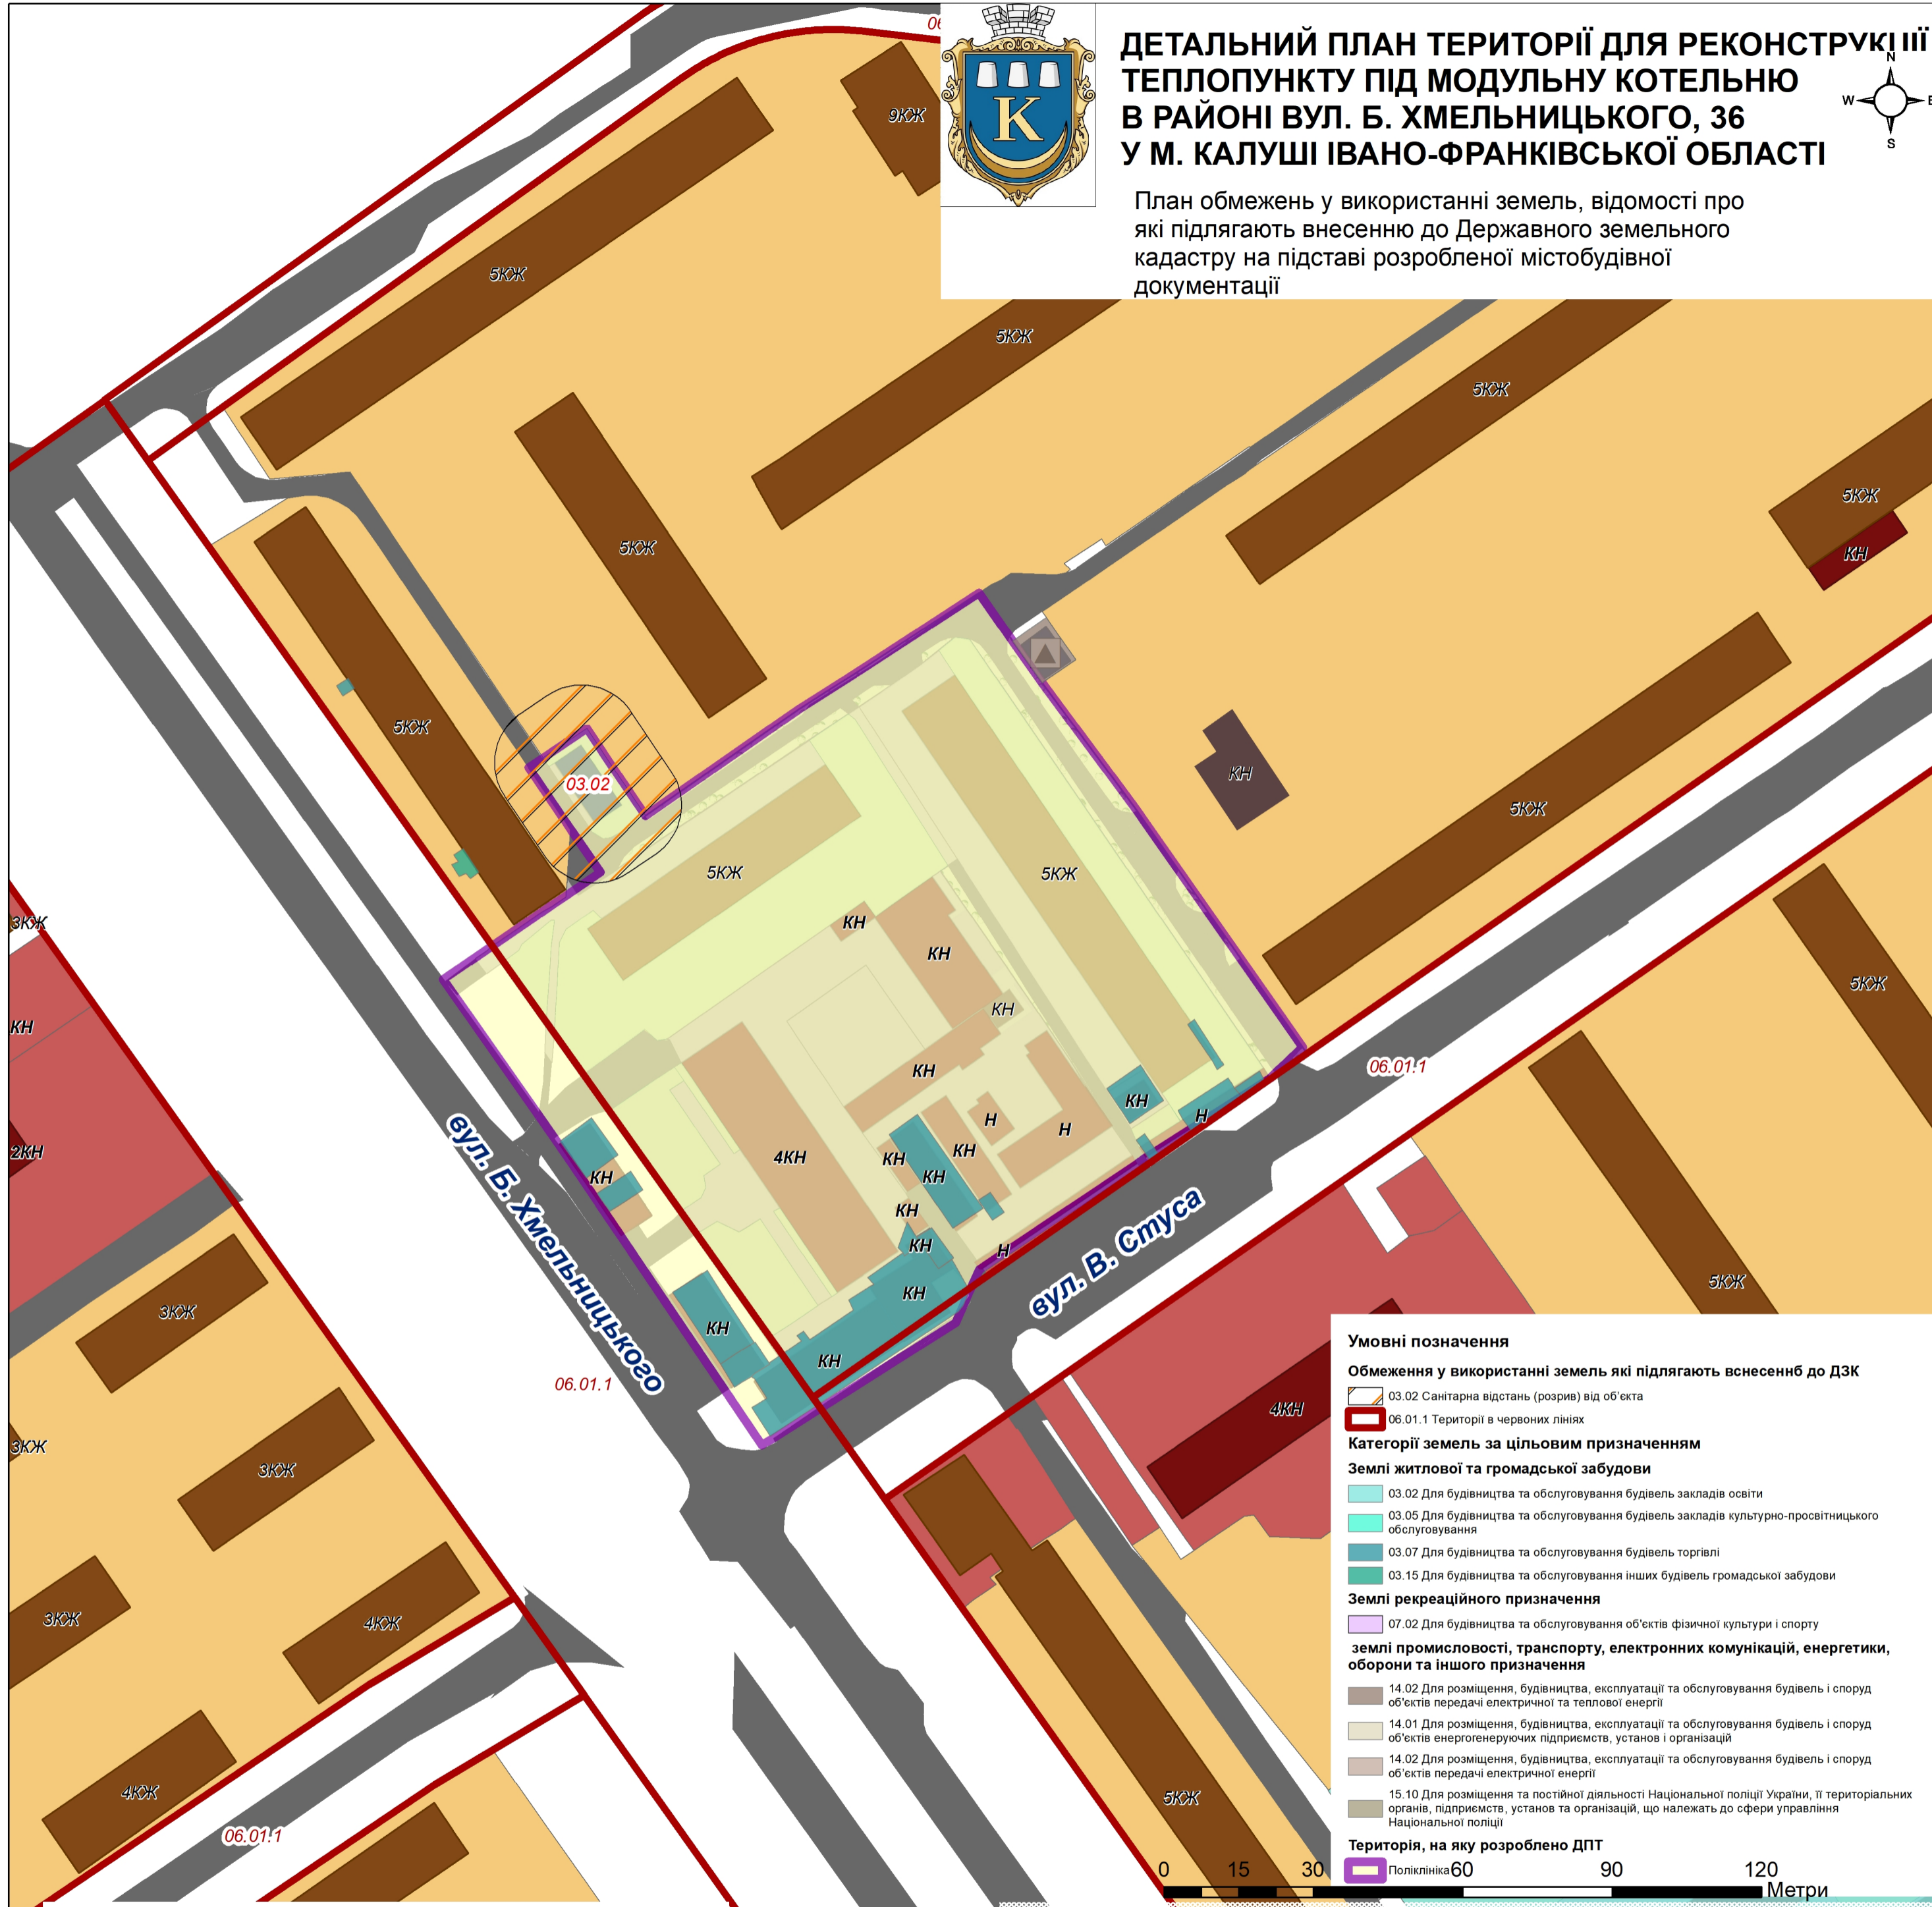 ДЕТАЛЬНИЙ ПЛАН ТЕРИТОРІЇ ДЛЯ РЕКОНСТРУКЦІЇ
ТЕПЛОПУНКТУ ПІД МОДУЛЬНУ КОТЕЛЬНЮ
В РАЙОНІ ВУЛ. Б. ХМЕЛЬНИЦЬКОГО, 36
У М. КАЛУШІ ІВАНО-ФРАНКІВСЬКОЇ ОБЛАСТІ
N
W
E
S
К
План обмежень у використанні земель, відомості про
які підлягають внесенню до Державного земельного
кадастру на підставі розробленої містобудівної
документації
9КЖ
5КЖ
5КЖ
5КЖ
5КЖ
5КЖ
КН
5КЖ
03.02
КН
5КЖ
5КЖ
5КЖ
3КЖ
КН
КН
5КЖ
КН
КН
КН
06.01.1
КН
Н
Н
Н
2КН
4КН
КН
КН
КН
КН
КН
КН
Н
КН
КН
КН
вул. Б. Хмельницького
вул. В. Стуса
5КЖ
3КЖ
06.01.1
4КН
3КЖ
3КЖ
3КЖ
4КЖ
4КЖ
5КЖ
06.01.1
Умовні позначення
Обмеження у використанні земель які підлягають вснесеннб до ДЗК
03.02 Санітарна відстань (розрив) від об'єкта
06.01.1 Території в червоних лініях
Категорії земель за цільовим призначенням
Землі житлової та громадської забудови
03.02 Для будівництва та обслуговування будівель закладів освіти
03.05 Для будівництва та обслуговування будівель закладів культурно-просвітницького
обслуговування
03.07 Для будівництва та обслуговування будівель торгівлі
03.15 Для будівництва та обслуговування інших будівель громадської забудови
Землі рекреаційного призначення
07.02 Для будівництва та обслуговування об'єктів фізичної культури і спорту
землі промисловості, транспорту, електронних комунікацій, енергетики,
оборони та іншого призначення
14.02 Для розміщення, будівництва, експлуатації та обслуговування будівель і споруд
об'єктів передачі електричної та теплової енергії
14.01 Для розміщення, будівництва, експлуатації та обслуговування будівель і споруд
об'єктів енергогенеруючих підприємств, установ і організацій
14.02 Для розміщення, будівництва, експлуатації та обслуговування будівель і споруд
об'єктів передачі електричної енергії
15.10 Для розміщення та постійної діяльності Національної поліції України, її територіальних
органів, підприємств, установ та організацій, що належать до сфери управління
Національної поліції
Територія, на яку розроблено ДПТ
Поліклініка
0 15 30 60 90 120
Метри